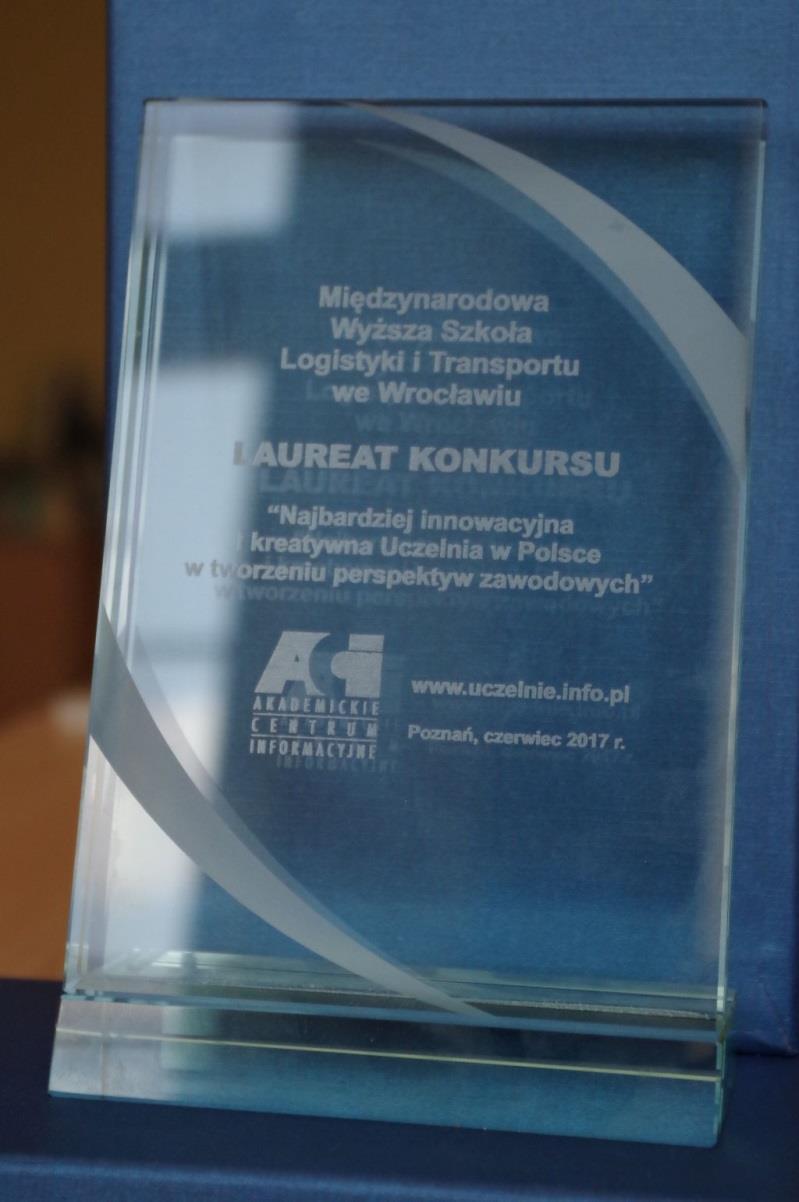 Międzynarodowa
Wyższa Szkoła
Logistyki i Transportu
we Wrocławiu
LAUREAT KONKURSU
“Najbardziej innowacyjna
i kreatywna Uczelnia w Polsce
w tworzeniu perspektyw zawodowych”
ACI
AKADEMICKIE
CENTRUM
INFORMACYJNE
www.uczelnie.info.pl
Poznań, czerwiec 2017 r.